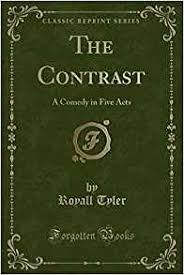 CLASSIC REPRINT SERIES
THE CONTRAST
A Comedy in Five Acts
F
by
Royall Tyler
Forgotten Books